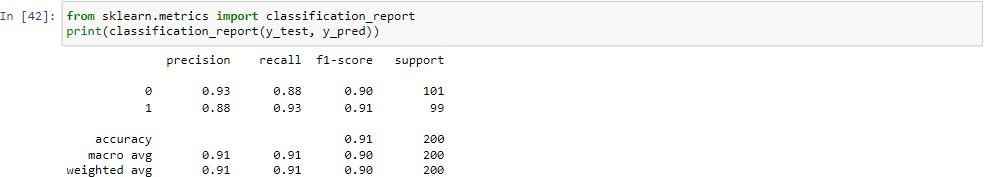 In [42]: from sklearn.metrics import classification_report
print(classification_report(y_test, y_pred))
precision recall f1-score support
0 0.93 0.88 0.90 101
1 0.88 0.93 0.91 99
accuracy 0.91 200
macro avg 0.91 0.91 0.90 200
weighted avg 0.91 0.91 0.90 200